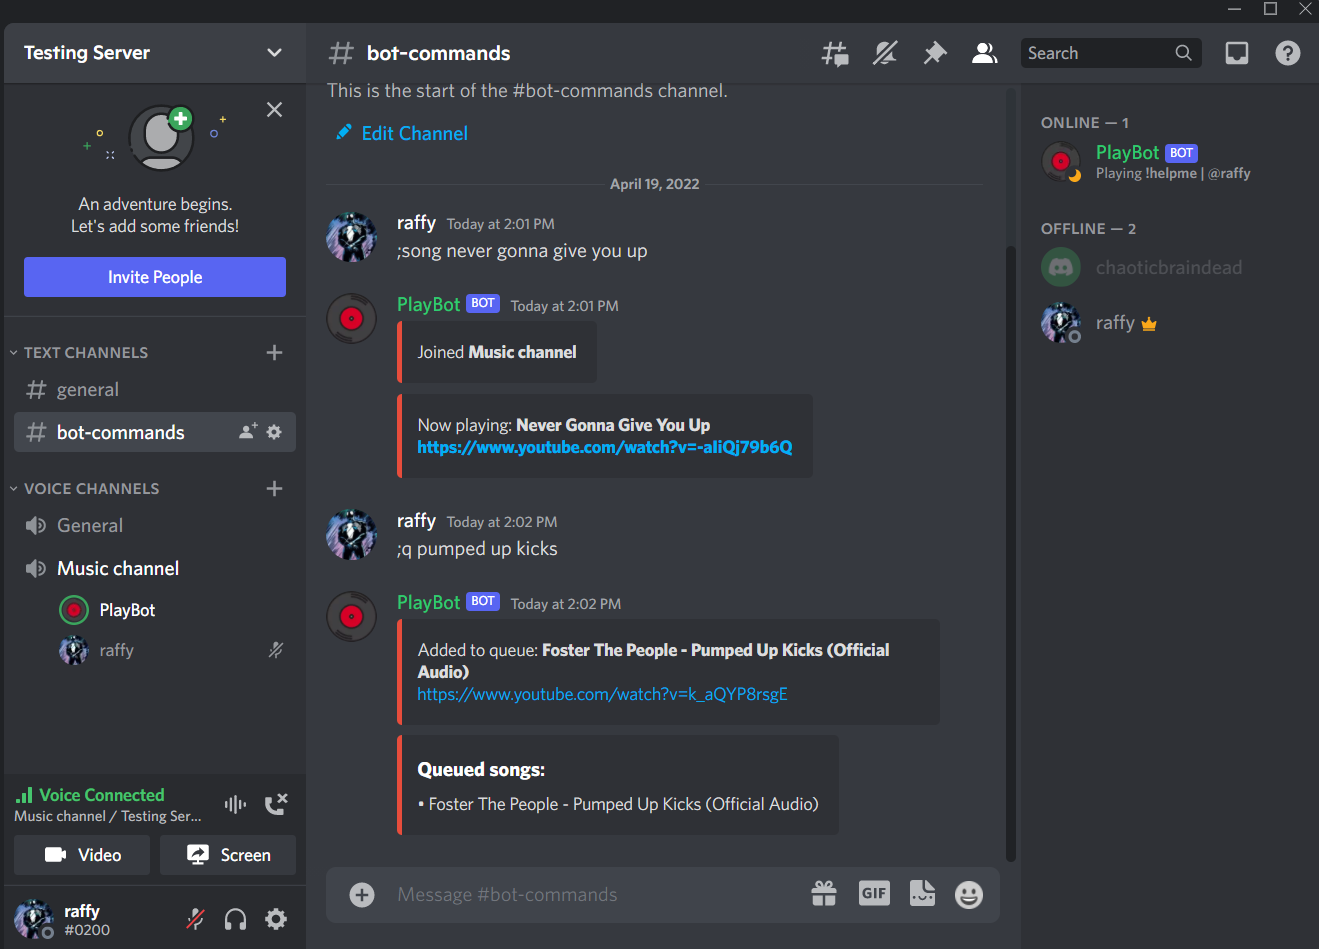 Testing Server
An adventure begins.
Let's add some friends!
Invite People
TEXT CHANNELS
general
bot-commands
VOICE CHANNELS
General
Music channel
PlayBot
raffy
Voice Connected
Music channel / Testing Ser...
Video
Screen
raffy
#0200
bot-commands
Search
This is the start of the #bot-commands channel.
Edit Channel
April 19, 2022
raffy Today at 2:01 PM
;song never gonna give you up
PlayBot BOT Today at 2:01 PM
Joined Music channel
Now playing: Never Gonna Give You Up
https://www.youtube.com/watch?v=-aIiQj79b6Q
raffy Today at 2:02 PM
;q pumped up kicks
PlayBot BOT Today at 2:02 PM
Added to queue: Foster The People - Pumped Up Kicks (Official
Audio)
https://www.youtube.com/watch?v=k_aQYP8rsgE
Queued songs:
• Foster The People - Pumped Up Kicks (Official Audio)
Message #bot-commands
GIF
ONLINE — 1
PlayBot BOT
Playing !helpme | @raffy
OFFLINE — 2
chaoticbraindead
raffy